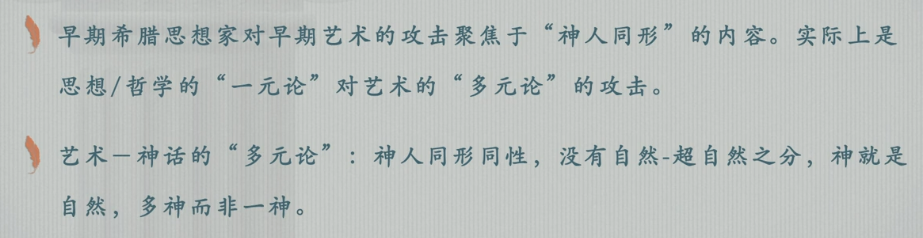 早期希腊思想家对早期艺术的攻击聚焦于“神人同形”的内容。实际上是
思想/哲学的“一元论”对艺术的“多元论”的攻击。
艺术－神话的“多元论”：神人同形同性，没有自然-超自然之分，神就是
自然，多神而非一神。